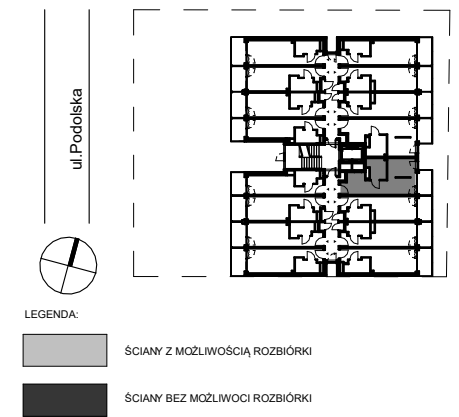 ul.Podolska
LEGENDA:
ŚCIANY Z MOŻLIWOŚCIĄ ROZBIÓRKI
ŚCIANY BEZ MOŻLIWOCI ROZBIÓRKI